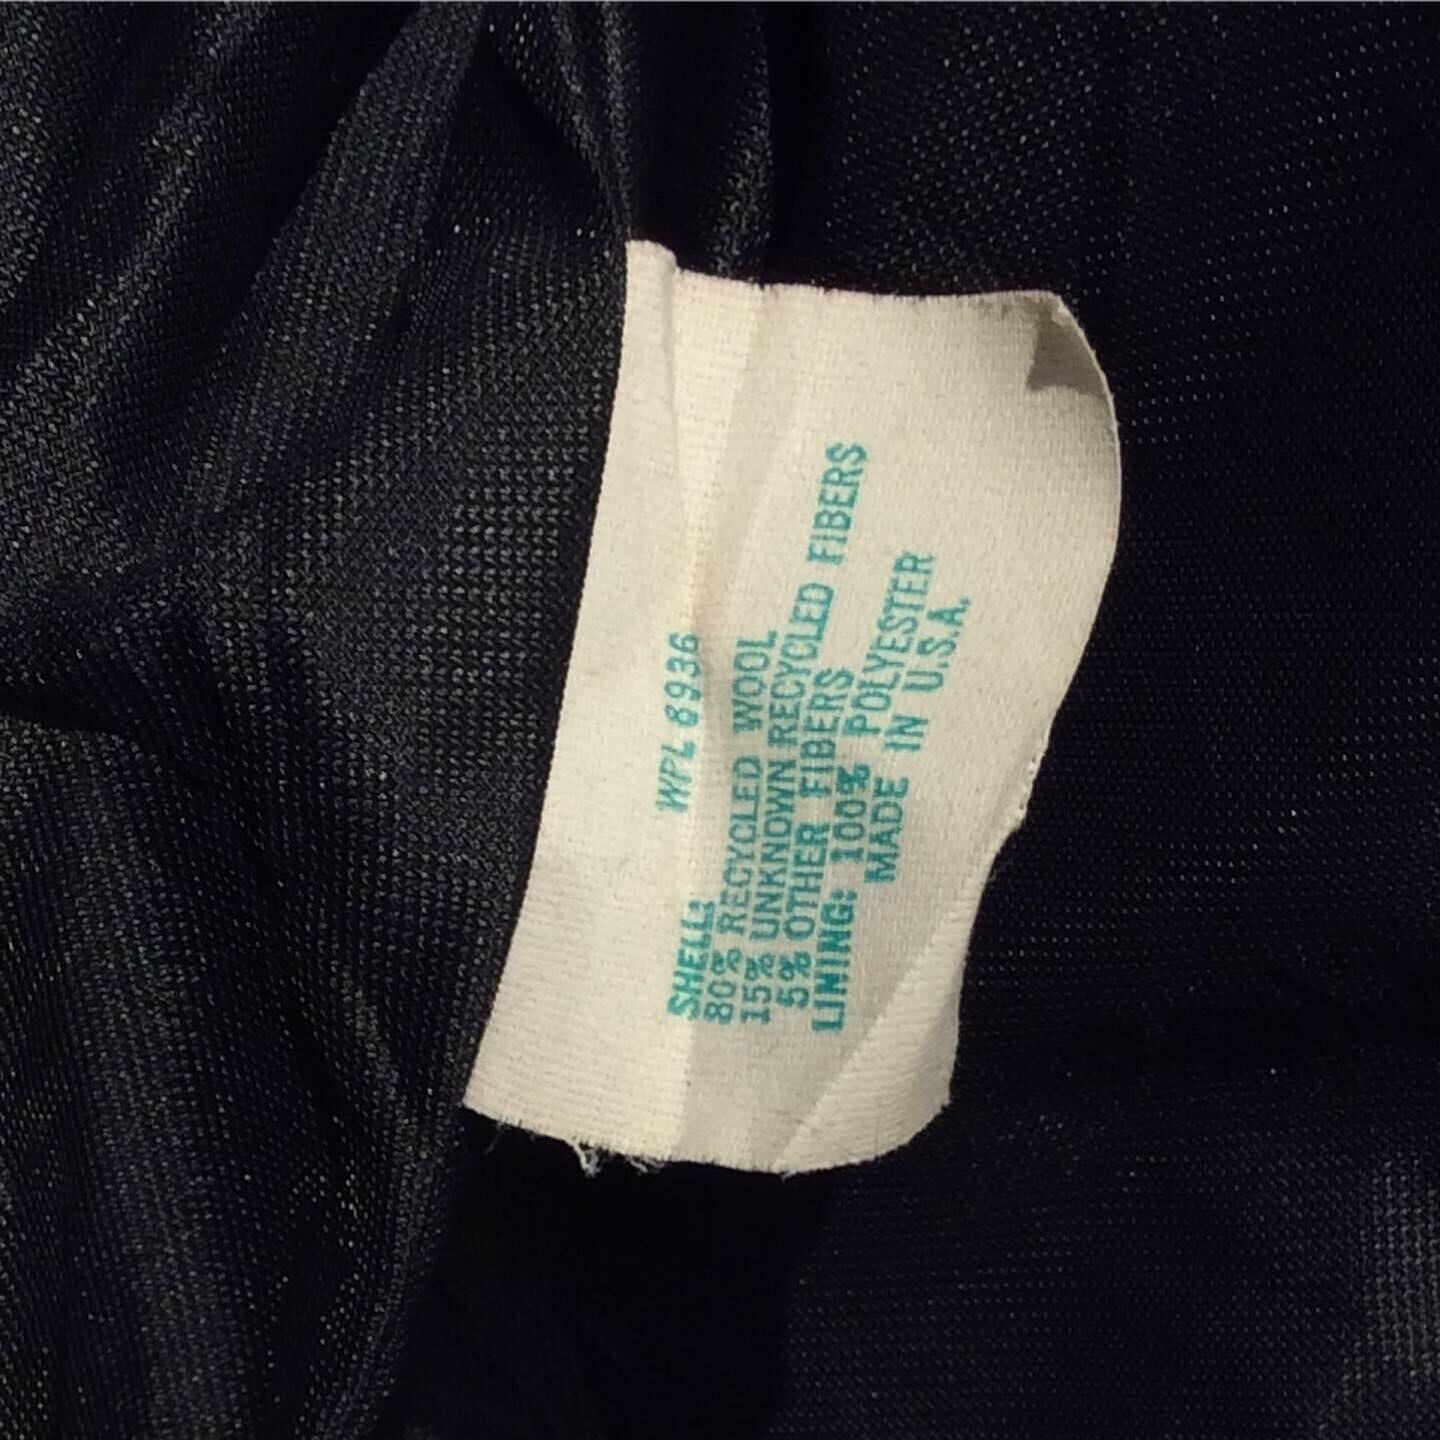 WPL 8936
SHELL:
80% RECYCLED WOOL
15% UNKNOWN RECYCLED FIBERS
5% OTHER FIBERS
LINING: 100% POLYESTER
MADE IN U.S.A.